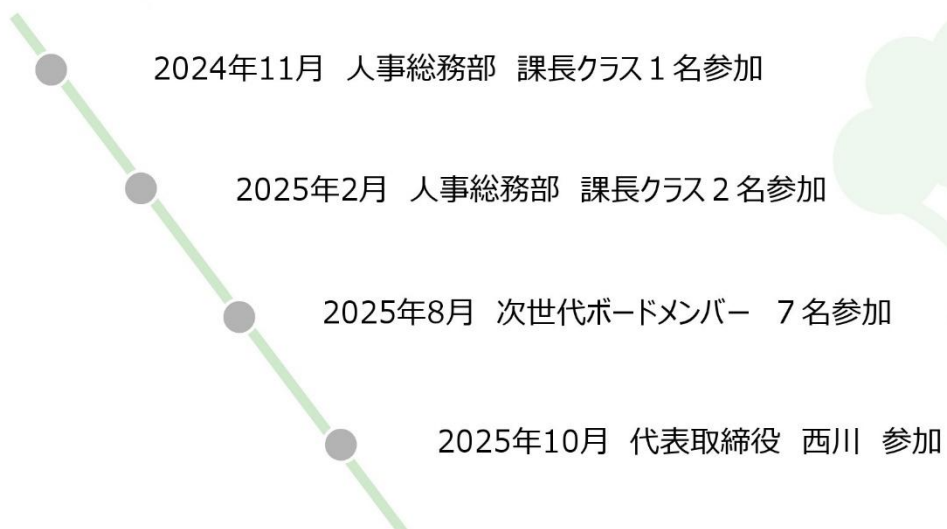 2024年11月　人事総務部　課長クラス１名参加
2025年2月　人事総務部　課長クラス２名参加
2025年8月　次世代ボードメンバー　７名参加
2025年10月　代表取締役　西川　参加